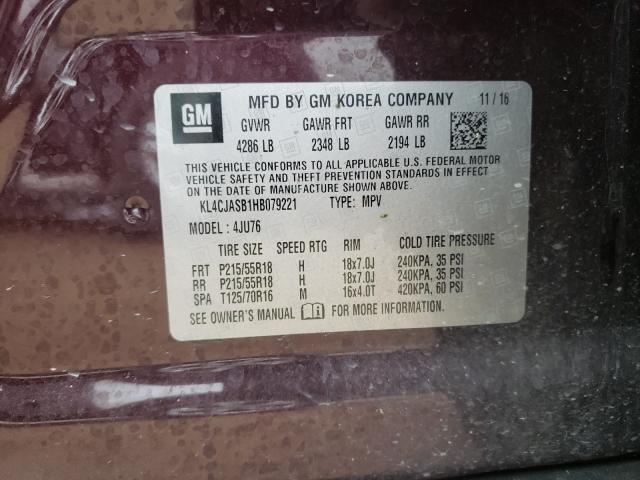 GM MFD BY GM KOREA COMPANY 11/16
GVWR GAWR FRT GAWR RR
4286 LB 2348 LB 2194 LB
THIS VEHICLE CONFORMS TO ALL APPLICABLE U.S. FEDERAL MOTOR
VEHICLE SAFETY AND THEFT PREVENTION STANDARDS IN EFFECT
ON THE DATE OF MANUFACTURE SHOWN ABOVE.
KL4CJASB1HB079221 TYPE: MPV
MODEL: 4JU76
TIRE SIZE SPEED RTG RIM COLD TIRE PRESSURE
FRT P215/55R18 H 18x7.0J 240KPA, 35 PSI
RR P215/55R18 H 18x7.0J 240KPA, 35 PSI
SPA T125/70R16 M 16x4.0T 420KPA, 60 PSI
SEE OWNER'S MANUAL FOR MORE INFORMATION.